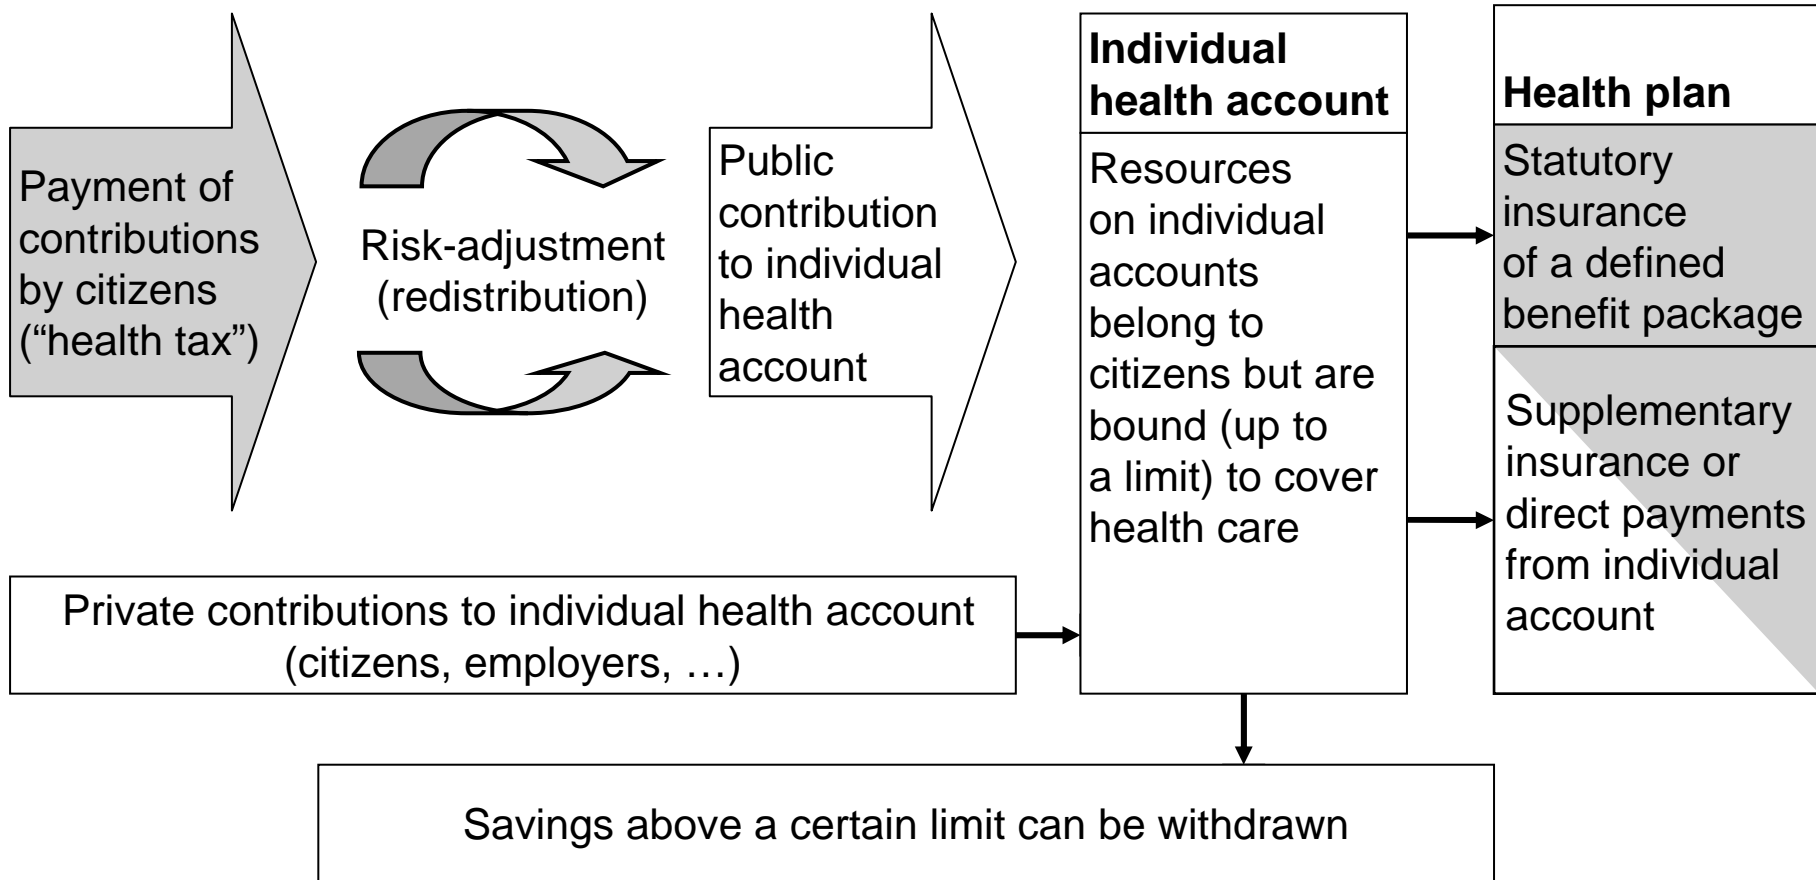 Payment of
contributions
by citizens
(“health tax”)
Risk-adjustment
(redistribution)
Public
contribution
to individual
health
account
Individual
health account
Resources
on individual
accounts
belong to
citizens but are
bound (up to
a limit) to cover
health care
Health plan
Statutory
insurance
of a defined
benefit package
Supplementary
insurance or
direct payments
from individual
account
Private contributions to individual health account
(citizens, employers, …)
Savings above a certain limit can be withdrawn